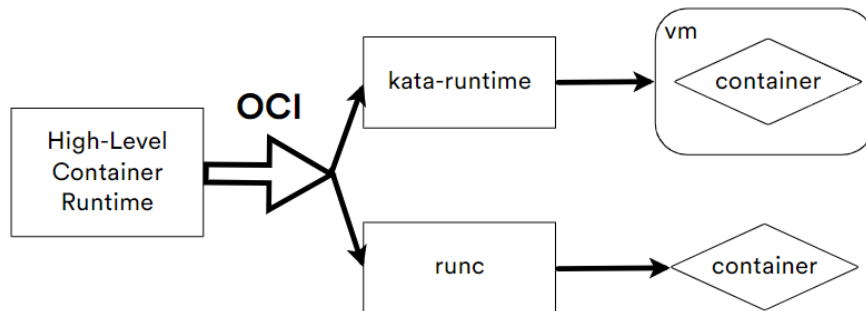 High-Level
Container
Runtime
OCI
kata-runtime
vm
container
runc
container